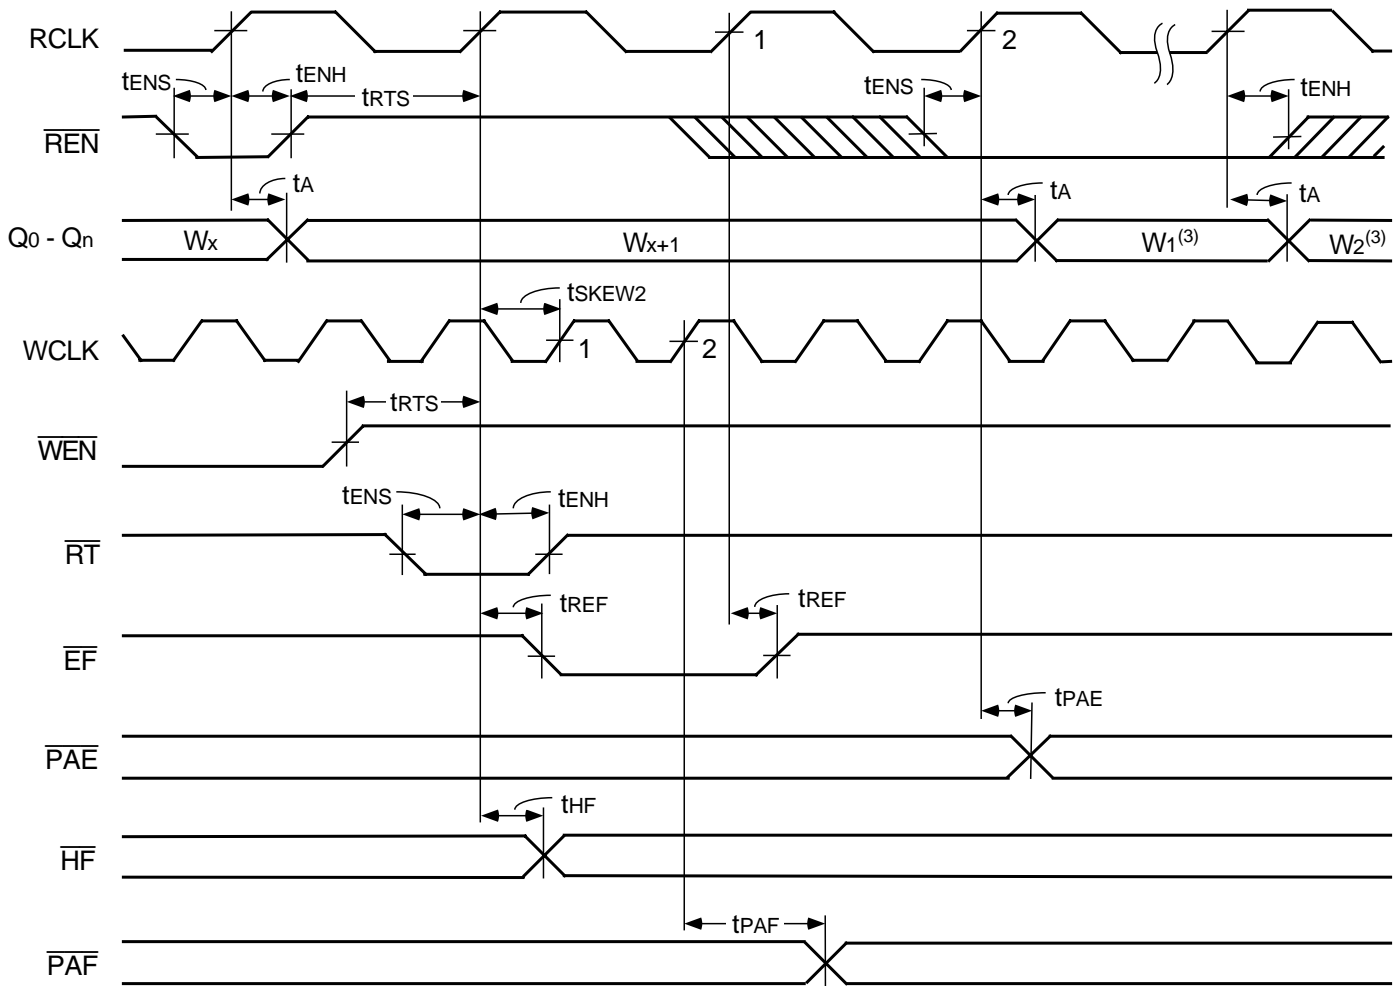 RCLK 1 2
tENS tENH tRTS tENS tENH
REN
tA tA tA
Q0 - Qn Wx Wx+1 W1(3) W2(3)
tSKEW2
WCLK 1 2
tRTS
WEN
tENS tENH
RT
tREF tREF
EF
tPAE
PAE
tHF
HF
tPAF
PAF